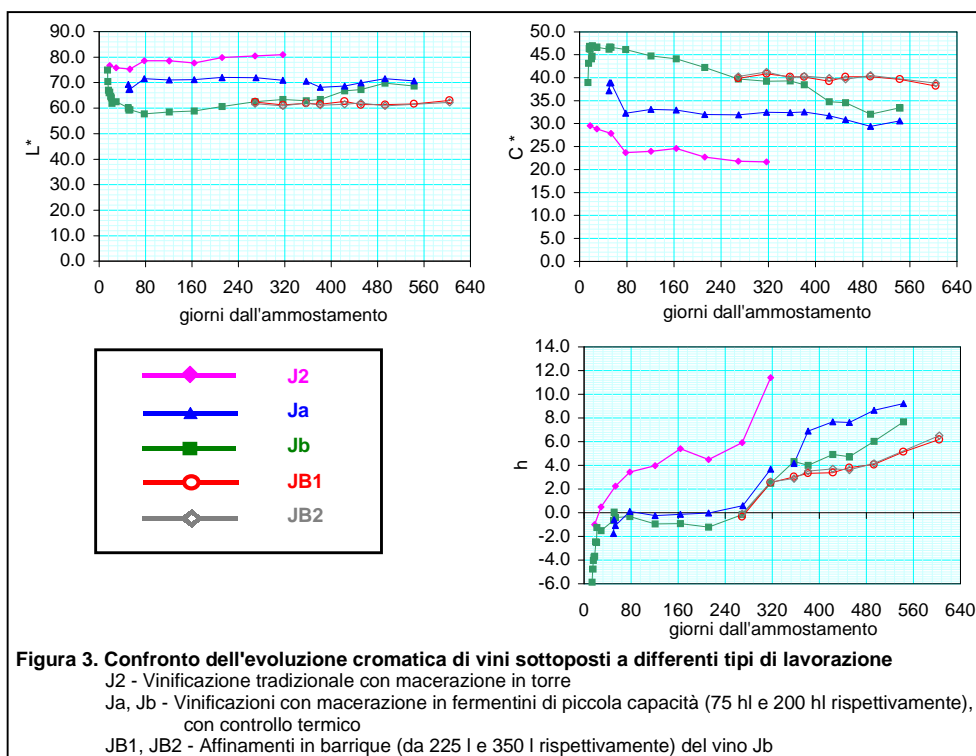 90.0
80.0
70.0
60.0
50.0
40.0
30.0
20.0
10.0
0.0
L*
0 80 160 240 320 400 480 560 640
giorni dall'ammostamento
50.0
45.0
40.0
35.0
30.0
25.0
20.0
15.0
10.0
5.0
0.0
C *
0 80 160 240 320 400 480 560 640
giorni dall'ammostamento
J2
Ja
Jb
JB1
JB2
14.0
12.0
10.0
8.0
6.0
4.0
2.0
0.0
-2.0
-4.0
-6.0
h
0 80 160 240 320 400 480 560 640
giorni dall'ammostamento
Figura 3. Confronto dell'evoluzione cromatica di vini sottoposti a differenti tipi di lavorazione
J2 - Vinificazione tradizionale con macerazione in torre
Ja, Jb - Vinificazioni con macerazione in fermentini di piccola capacità (75 hl e 200 hl rispettivamente),
con controllo termico
JB1, JB2 - Affinamenti in barrique (da 225 l e 350 l rispettivamente) del vino Jb